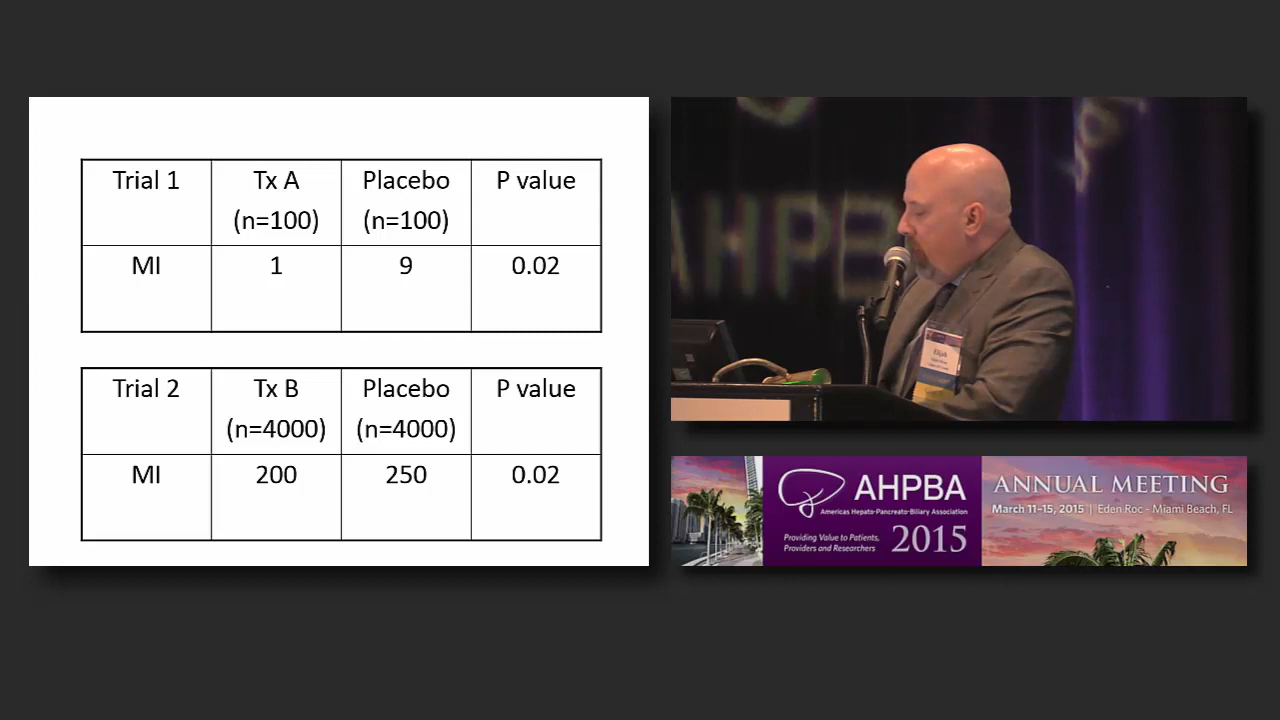 Trial 1 Tx A Placebo P value
(n=100) (n=100)
MI 1 9 0.02
Trial 2 Tx B Placebo P value
(n=4000) (n=4000)
MI 200 250 0.02
AHPB
Elijah
AHPBA
Americas Hepato-Pancreato-Biliary Association
Providing Value to Patients,
Providers and Researchers
2015
ANNUAL MEETING
March 11-15, 2015 | Eden Roc - Miami Beach, FL